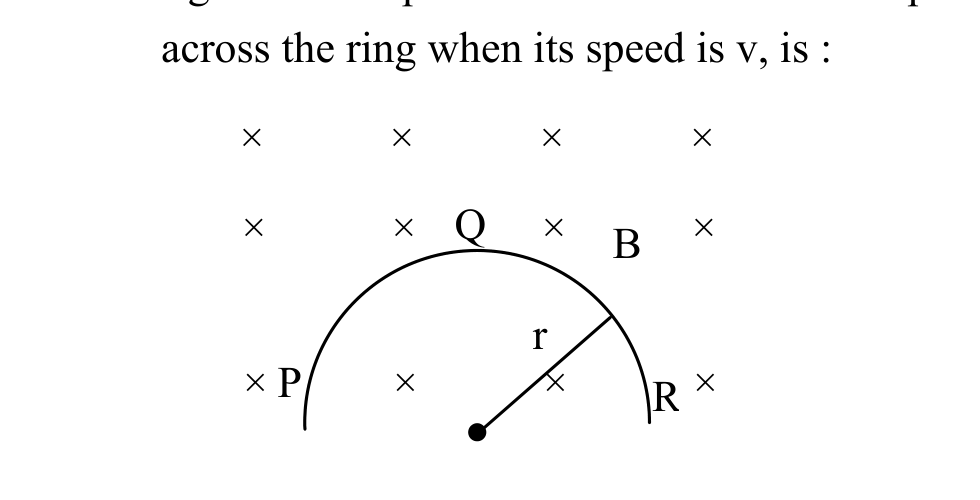 across the ring when its speed is v, is :
× × × ×
× × Q × B ×
r
× P × × R ×